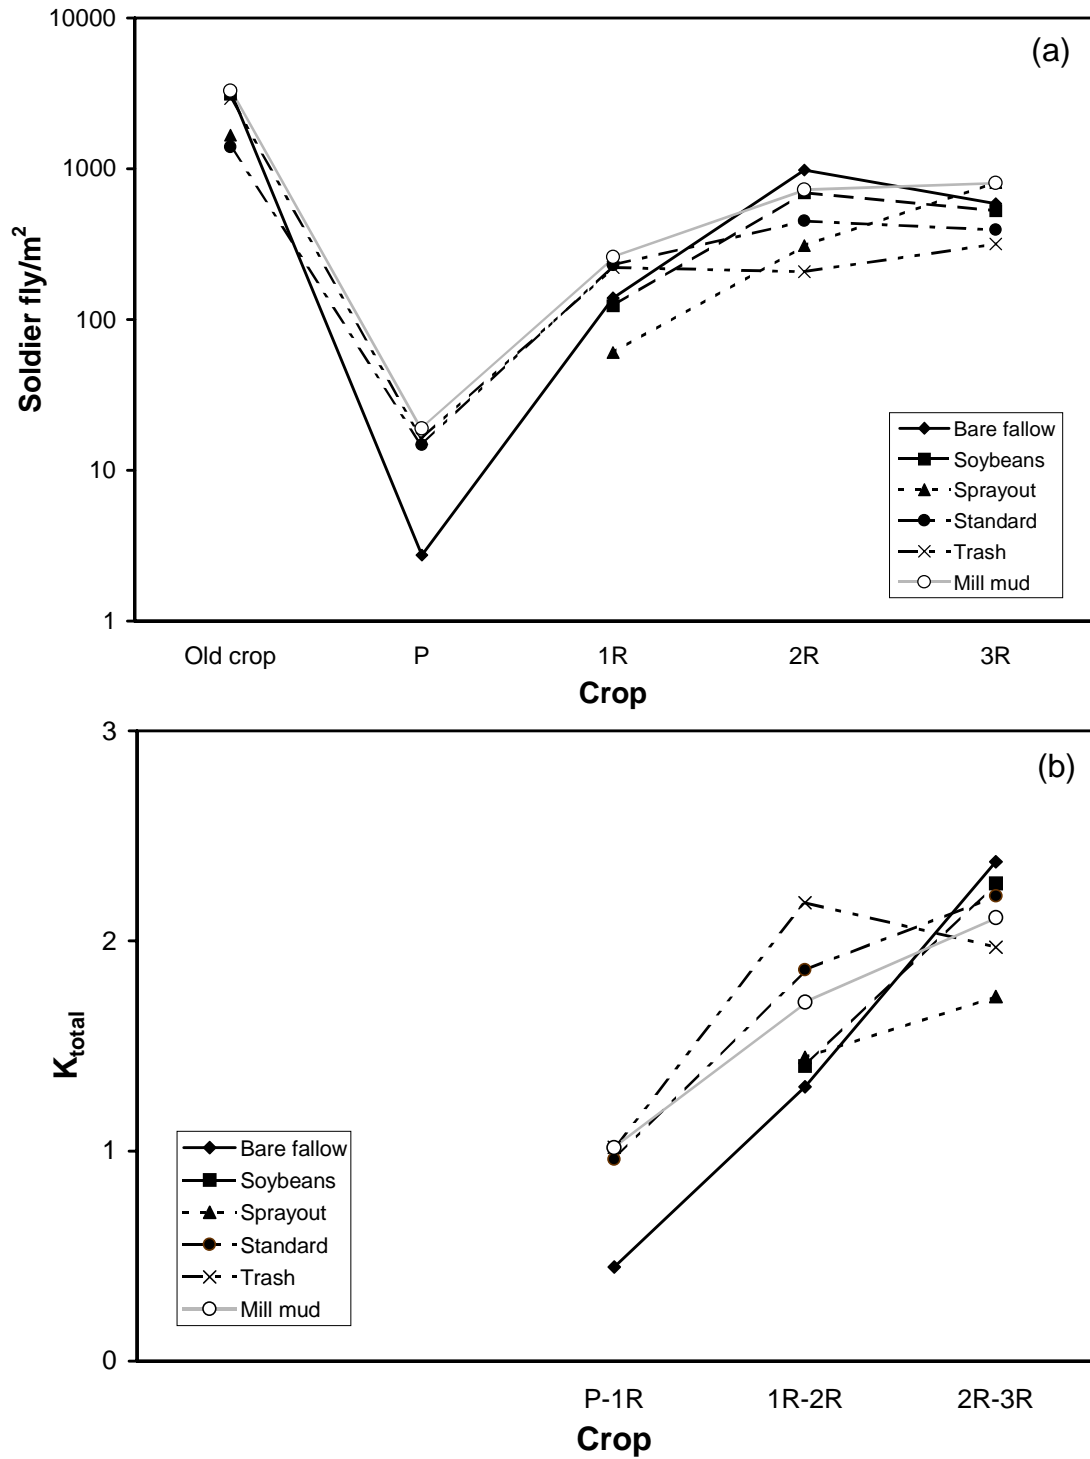 10000
(a)
1000
100
10
1
Soldier fly/m²
Bare fallow
Soybeans
Sprayout
Standard
Trash
Mill mud
Old crop P 1R 2R 3R
Crop
3
(b)
2
1
0
K_total
Bare fallow
Soybeans
Sprayout
Standard
Trash
Mill mud
P-1R 1R-2R 2R-3R
Crop